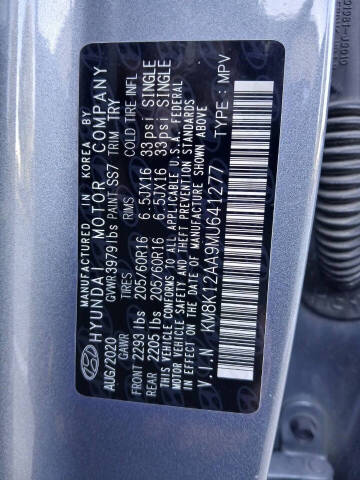 MANUFACTURED IN KOREA BY
HYUNDAI MOTOR COMPANY
AUG/2020 GVWR 3979 lbs PAINT SS7 TRIM TRY
GAWR TIRES RIMS COLD TIRE INFL
FRONT 2293 lbs 205/60R16 6.5JX16 33psi SINGLE
REAR 2295 lbs 205/60R16 6.5JX16 33psi SINGLE
THIS VEHICLE CONFORMS TO ALL APPLICABLE U.S.A. FEDERAL
MOTOR VEHICLE SAFETY AND THEFT PREVENTION STANDARDS
IN EFFECT ON THE DATE OF MANUFACTURE SHOWN ABOVE.
V.I.N KM8K12AA9MU641277 TYPE : MPV